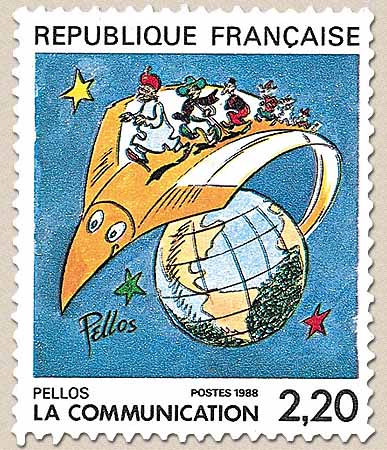 REPUBLIQUE FRANÇAISE
Pellos
PELLOS
POSTES 1988
LA COMMUNICATION 2,20